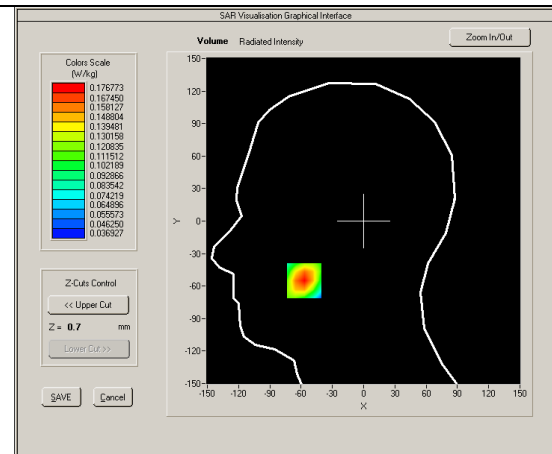 SAR Visualisation Graphical Interface
Volume Radiated Intensity
Zoom In/Out
Colors Scale
(W/kg)
0.176773
0.167450
0.158127
0.148804
0.139481
0.130158
0.120835
0.111512
0.102189
0.092866
0.083542
0.074219
0.064896
0.055573
0.046250
0.036927
Z-Cuts Control
<< Upper Cut
Z = 0.7 mm
Lower Cut >>
SAVE Cancel
150
120
90
60
30
0
-30
-60
-90
-120
-150
Y
-150 -120 -90 -60 -30 0 30 60 90 120 150
X